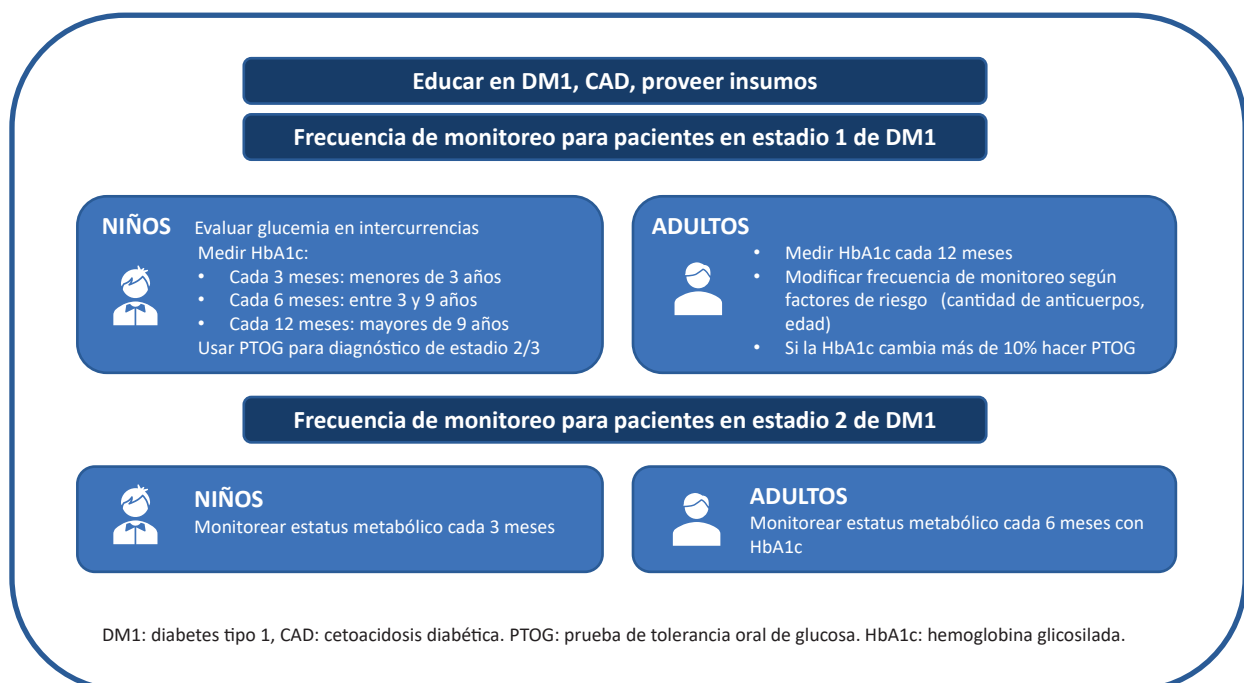 Educar en DM1, CAD, proveer insumos
Frecuencia de monitoreo para pacientes en estadio 1 de DM1
NIÑOS
Evaluar glucemia en intercurrencias
Medir HbA1c:
• Cada 3 meses: menores de 3 años
• Cada 6 meses: entre 3 y 9 años
• Cada 12 meses: mayores de 9 años
Usar PTOG para diagnóstico de estadio 2/3
ADULTOS
• Medir HbA1c cada 12 meses
• Modificar frecuencia de monitoreo según
factores de riesgo (cantidad de anticuerpos,
edad)
• Si la HbA1c cambia más de 10% hacer PTOG
Frecuencia de monitoreo para pacientes en estadio 2 de DM1
NIÑOS
Monitorear estatus metabólico cada 3 meses
ADULTOS
Monitorear estatus metabólico cada 6 meses con
HbA1c
DM1: diabetes tipo 1, CAD: cetoacidosis diabética. PTOG: prueba de tolerancia oral de glucosa. HbA1c: hemoglobina glicosilada.